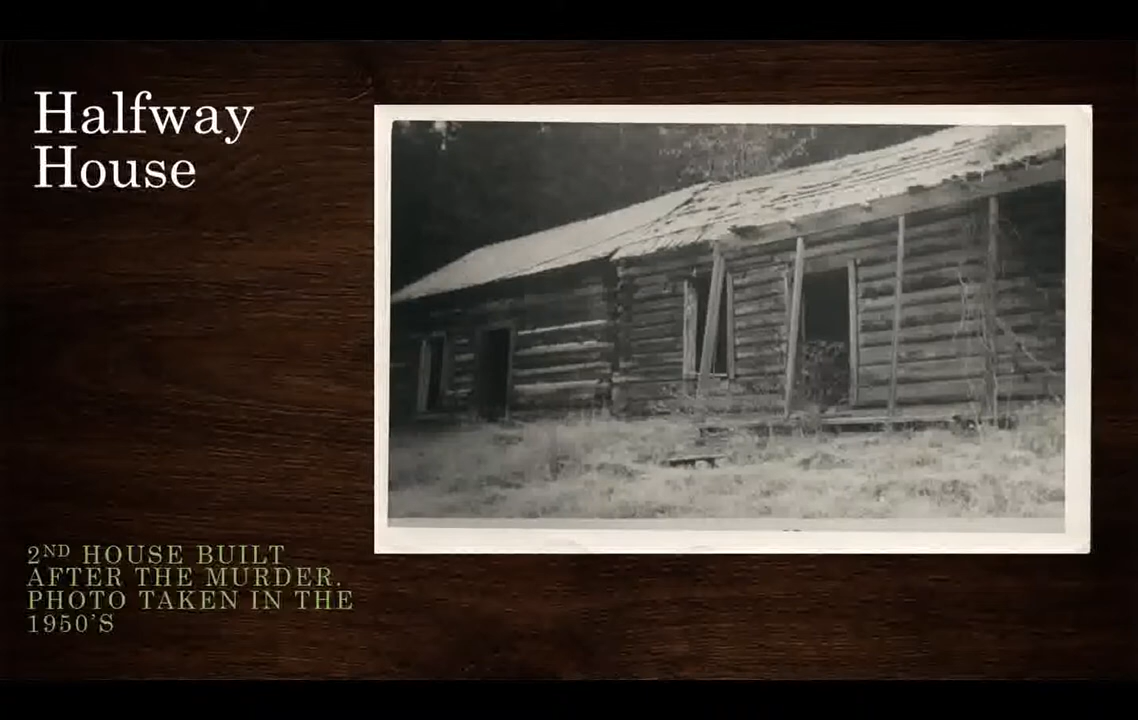 Halfway
House
2ND HOUSE BUILT
AFTER THE MURDER.
PHOTO TAKEN IN THE
1950'S